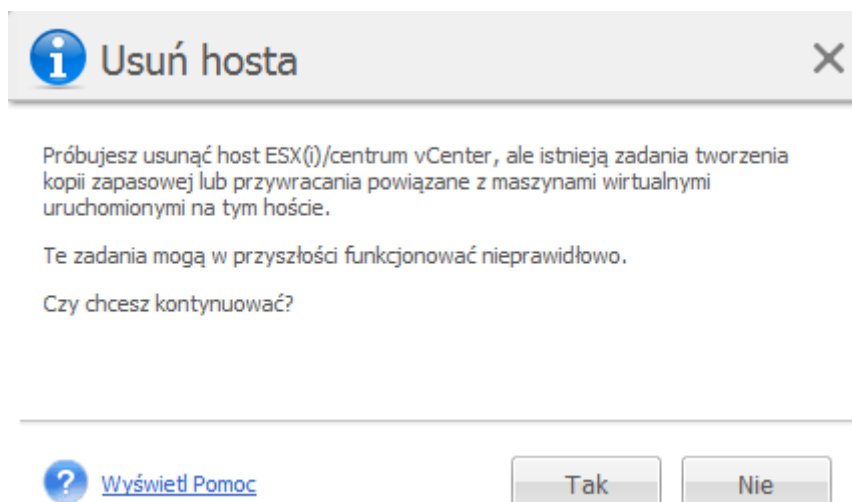 Usuń hosta
Próbujesz usunąć host ESX(i)/centrum vCenter, ale istnieją zadania tworzenia
kopii zapasowej lub przywracania powiązane z maszynami wirtualnymi
uruchomionymi na tym hoście.
Te zadania mogą w przyszłości funkcjonować nieprawidłowo.
Czy chcesz kontynuować?
Wyświetl Pomoc
Tak
Nie